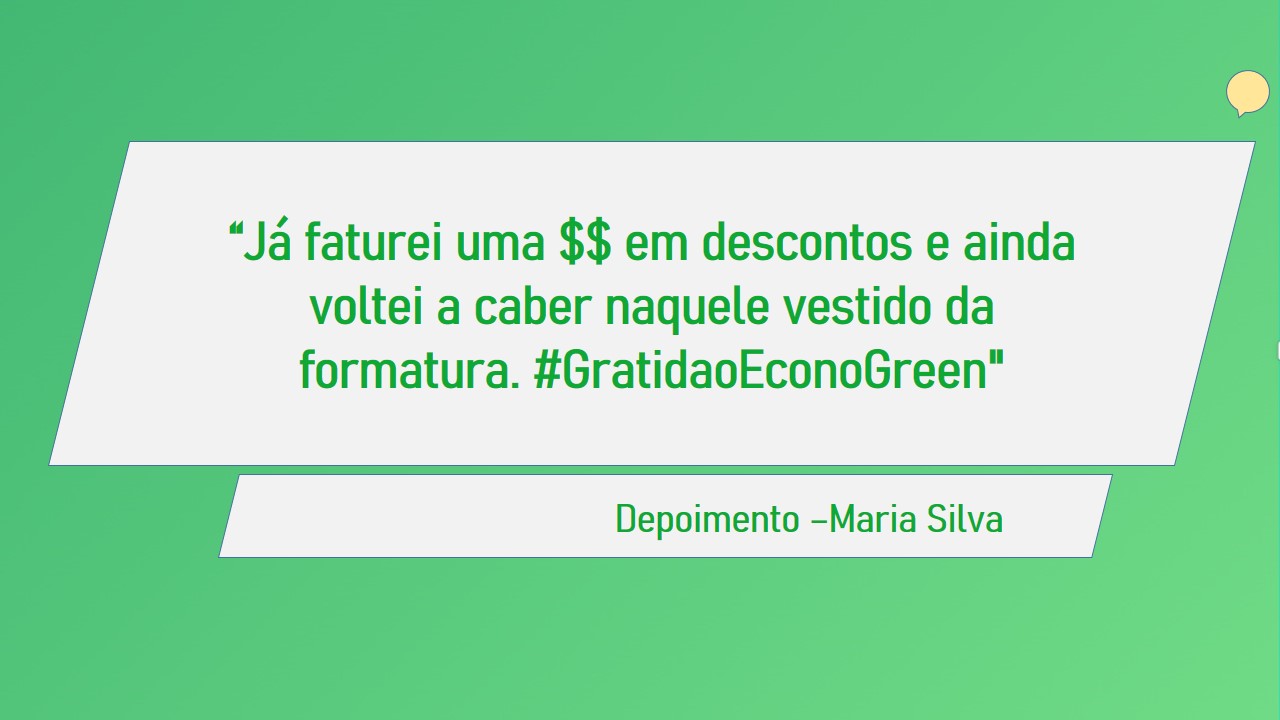 “Já faturei uma $$ em descontos e ainda
voltei a caber naquele vestido da
formatura. #GratidaoEconoGreen"
Depoimento –Maria Silva